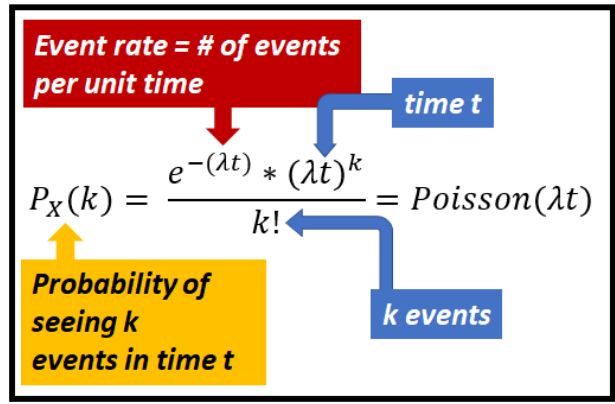 Event rate = # of events
per unit time
time t
P_X(k) = \frac{e^{-(λt)} * (λt)^k}{k!} = Poisson(λt)
Probability of
seeing k
events in time t
k events